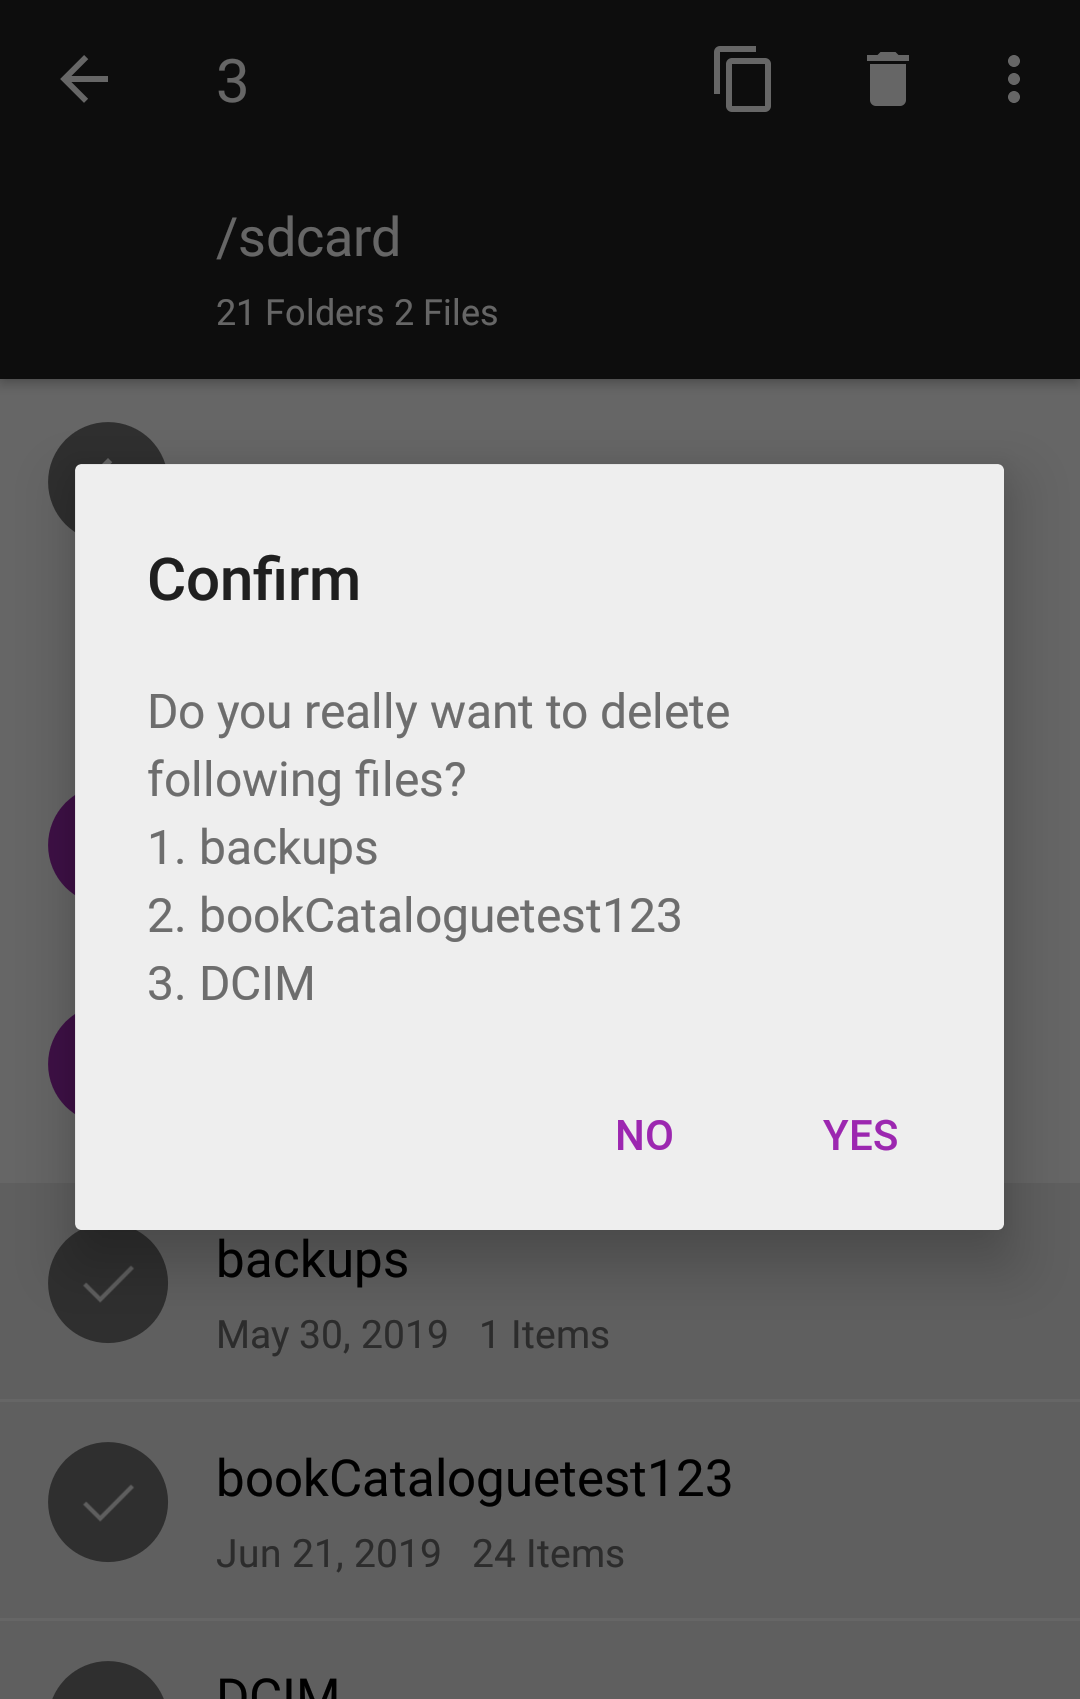 3
/sdcard
21 Folders 2 Files
Confirm
Do you really want to delete
following files?
1. backups
2. bookCataloguetest123
3. DCIM
NO YES
backups
May 30, 2019 1 Items
bookCataloguetest123
Jun 21, 2019 24 Items
DCIM